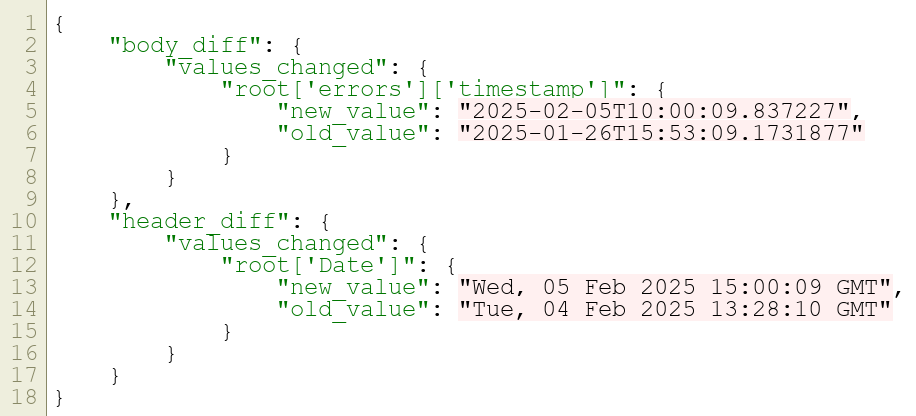 1 {
2     "body_diff": {
3         "values_changed": {
4             "root['errors']['timestamp']": {
5                 "new_value": "2025-02-05T10:00:09.837227",
6                 "old_value": "2025-01-26T15:53:09.1731877"
7             }
8         }
9     },
10     "header_diff": {
11         "values_changed": {
12             "root['Date']": {
13                 "new_value": "Wed, 05 Feb 2025 15:00:09 GMT",
14                 "old_value": "Tue, 04 Feb 2025 13:28:10 GMT"
15             }
16         }
17     }
18 }